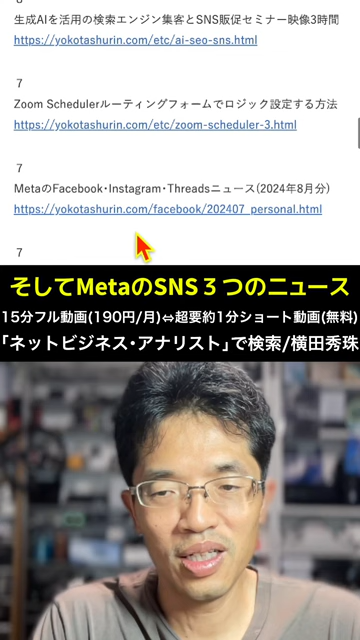 生成AIを活用の検索エンジン集客とSNS販促セミナー映像3時間
https://yokotashurin.com/etc/ai-seo-sns.html
7
Zoom Schedulerルーティングフォームでロジック設定する方法
https://yokotashurin.com/etc/zoom-scheduler-3.html
7
MetaのFacebook･Instagram･Threadsニュース(2024年8月分)
https://yokotashurin.com/facebook/202407_personal.html
7
そしてMetaのSNS３つのニュース
15分フル動画(190円/月)⇔超要約1分ショート動画(無料)
｢ネットビジネス･アナリスト｣で検索/横田秀珠